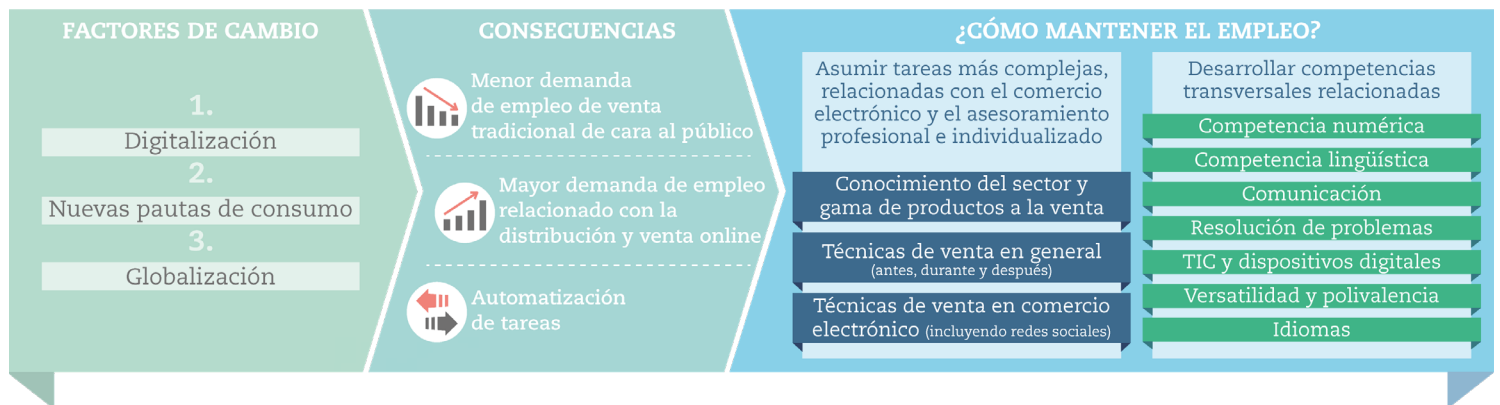 FACTORES DE CAMBIO
1.
Digitalización
2.
Nuevas pautas de consumo
3.
Globalización
CONSECUENCIAS
Menor demanda
de empleo de venta
tradicional de cara al público
Mayor demanda de empleo
relacionado con la
distribución y venta online
Automatización
de tareas
¿CÓMO MANTENER EL EMPLEO?
Asumir tareas más complejas,
relacionadas con el comercio
electrónico y el asesoramiento
profesional e individualizado
Conocimiento del sector y
gama de productos a la venta
Técnicas de venta en general
(antes, durante y después)
Técnicas de venta en comercio
electrónico (incluyendo redes sociales)
Desarrollar competencias
transversales relacionadas
Competencia numérica
Competencia lingüística
Comunicación
Resolución de problemas
TIC y dispositivos digitales
Versatilidad y polivalencia
Idiomas